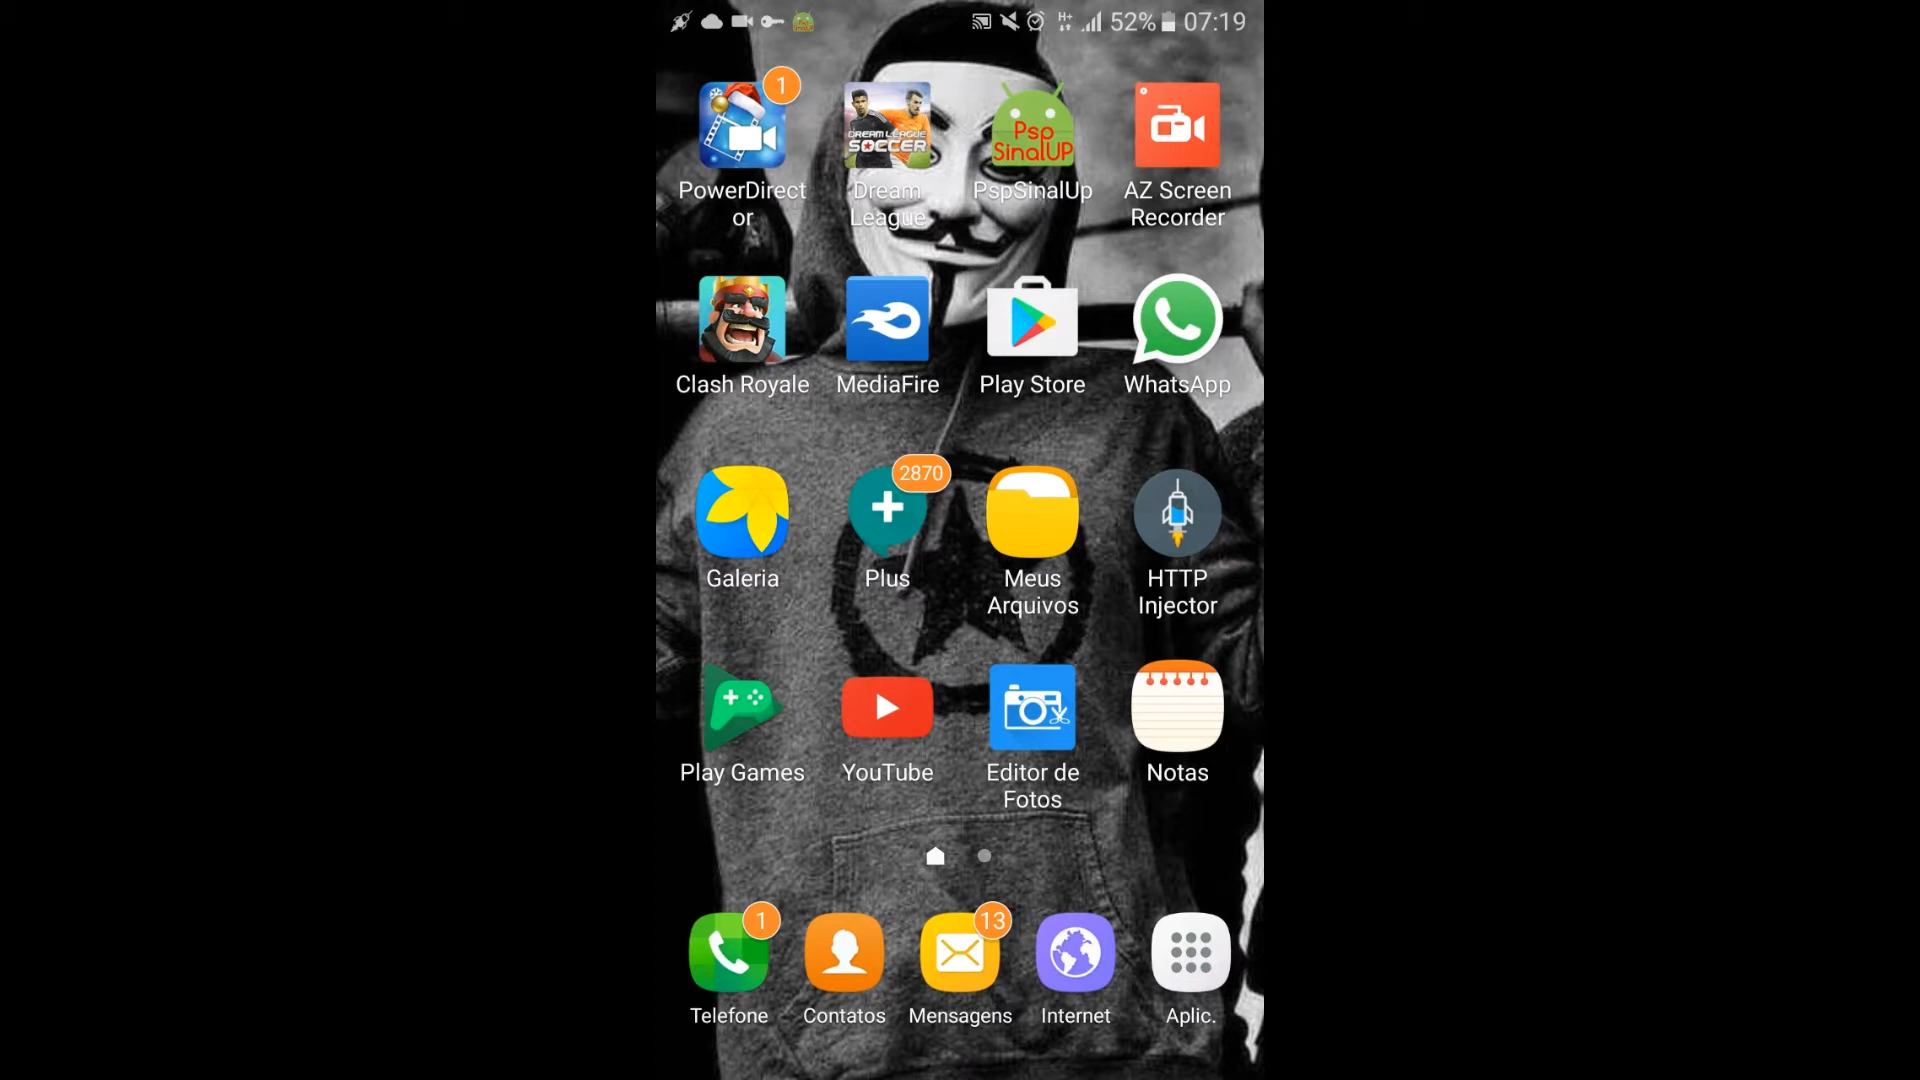 H+ 52% 07:19
1
DREAM LEAGUE
SOCCER
Psp
SinalUP
PowerDirect
or
Dream
League
PspSinalUp
AZ Screen
Recorder
Clash Royale
MediaFire
Play Store
WhatsApp
2870
Galeria
Plus
Meus
Arquivos
HTTP
Injector
Play Games
YouTube
Editor de
Fotos
Notas
1
13
Telefone
Contatos
Mensagens
Internet
Aplic.